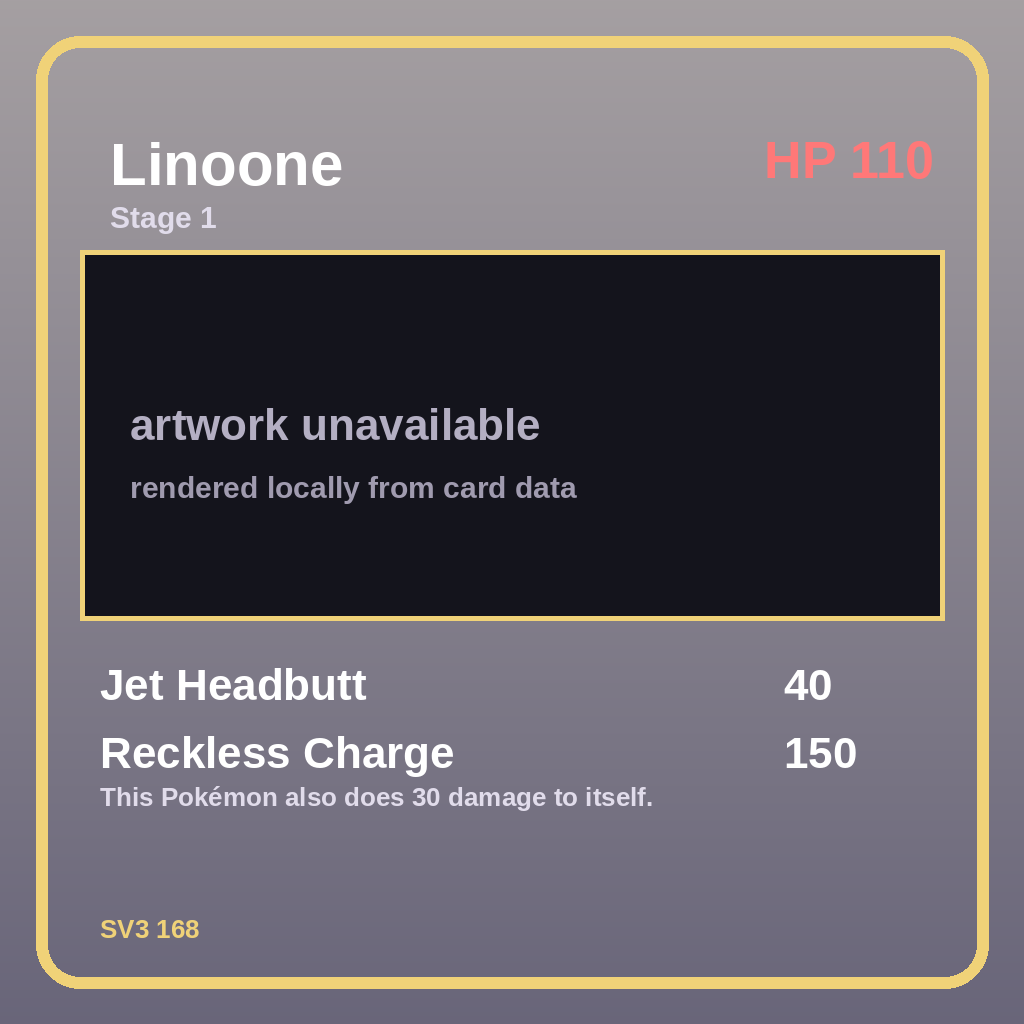 Linoone
HP 110
Stage 1
artwork unavailable
rendered locally from card data
Jet Headbutt 40
Reckless Charge 150
This Pokémon also does 30 damage to itself.
SV3 168